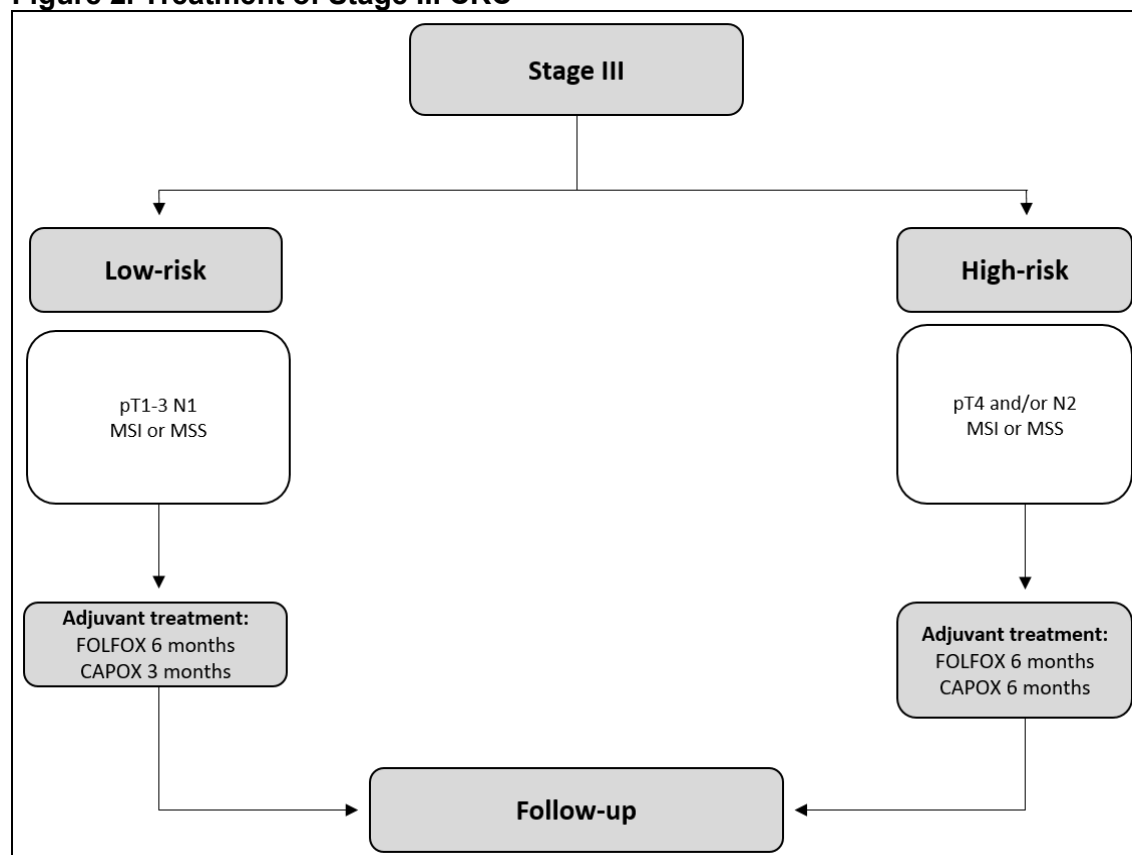 Figure 2. Treatment of Stage III CRC
Stage III
Low-risk
High-risk
pT1-3 N1
MSI or MSS
pT4 and/or N2
MSI or MSS
Adjuvant treatment:
FOLFOX 6 months
CAPOX 3 months
Adjuvant treatment:
FOLFOX 6 months
CAPOX 6 months
Follow-up